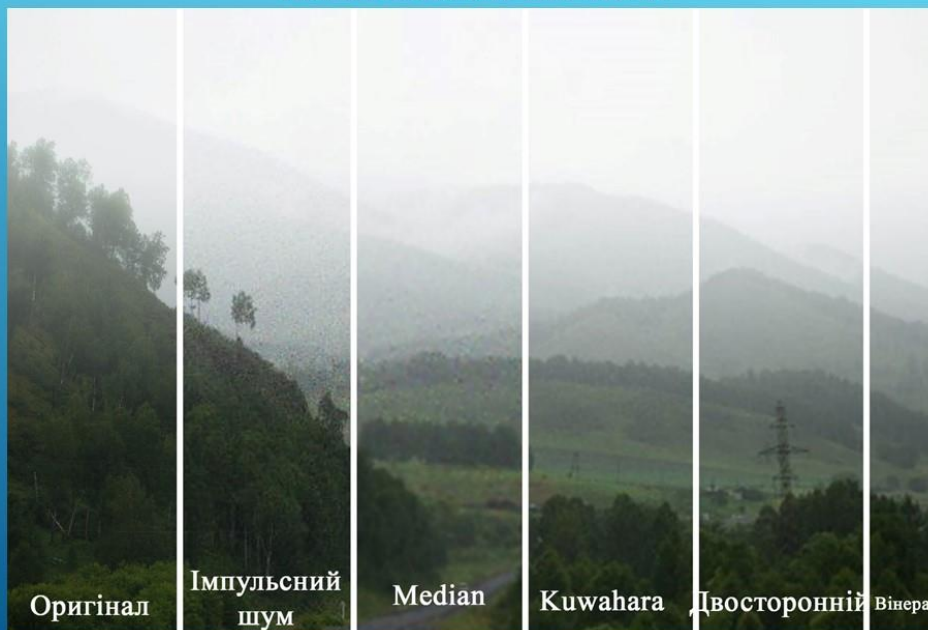 Оригінал
Імпульсний
шум
Median
Kuwahara
Двосторонній
Вінера